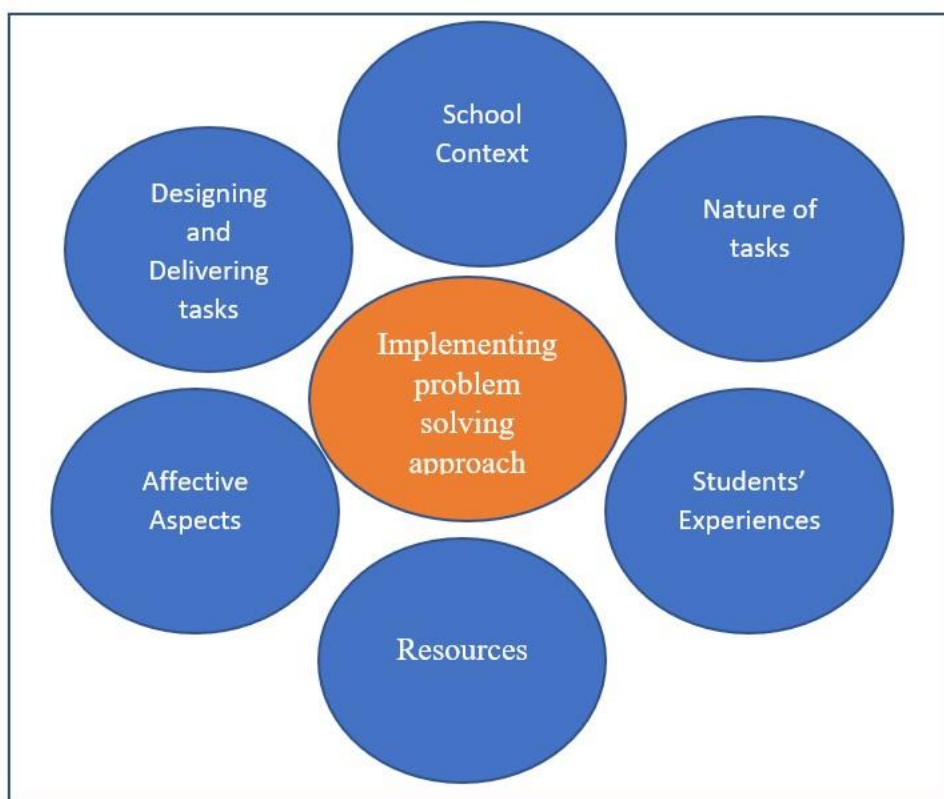 School
Context
Nature of
tasks
Designing
and
Delivering
tasks
Implementing
problem
solving
approach
Affective
Aspects
Students’
Experiences
Resources